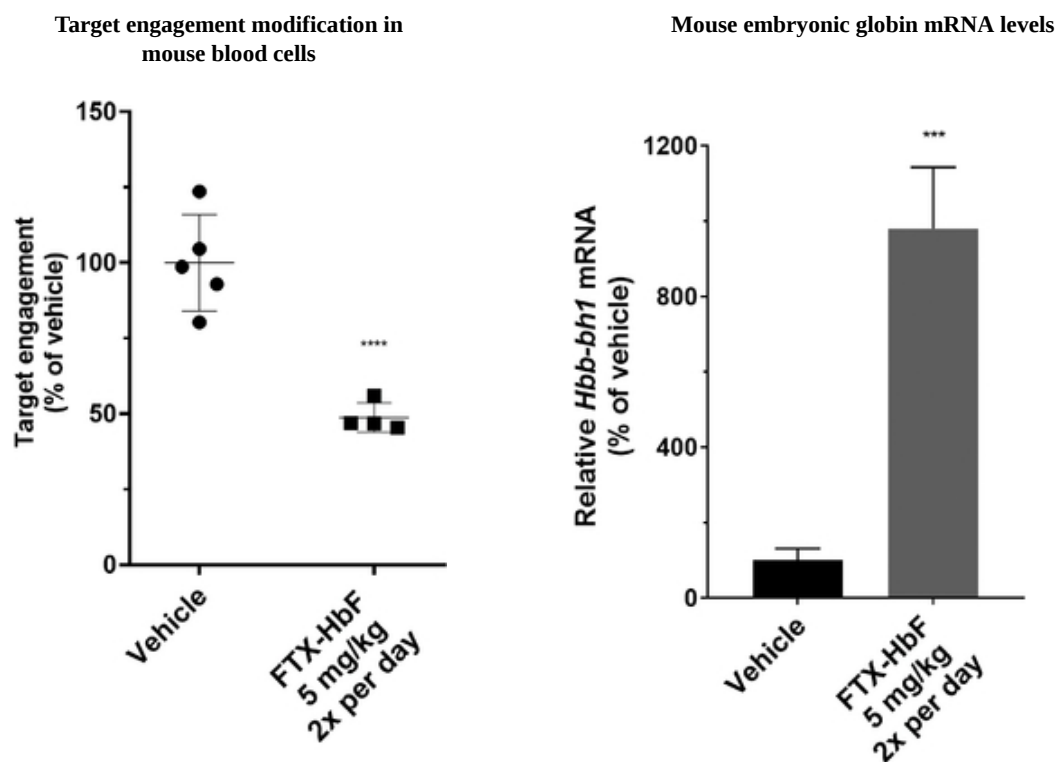 Target engagement modification in
mouse blood cells
Target engagement
(% of vehicle)
150
100
50
0
****
Vehicle
FTX-HbF
5 mg/kg
2x per day
Mouse embryonic globin mRNA levels
Relative Hbb-bh1 mRNA
(% of vehicle)
1200
800
400
0
***
Vehicle
FTX-HbF
5 mg/kg
2x per day